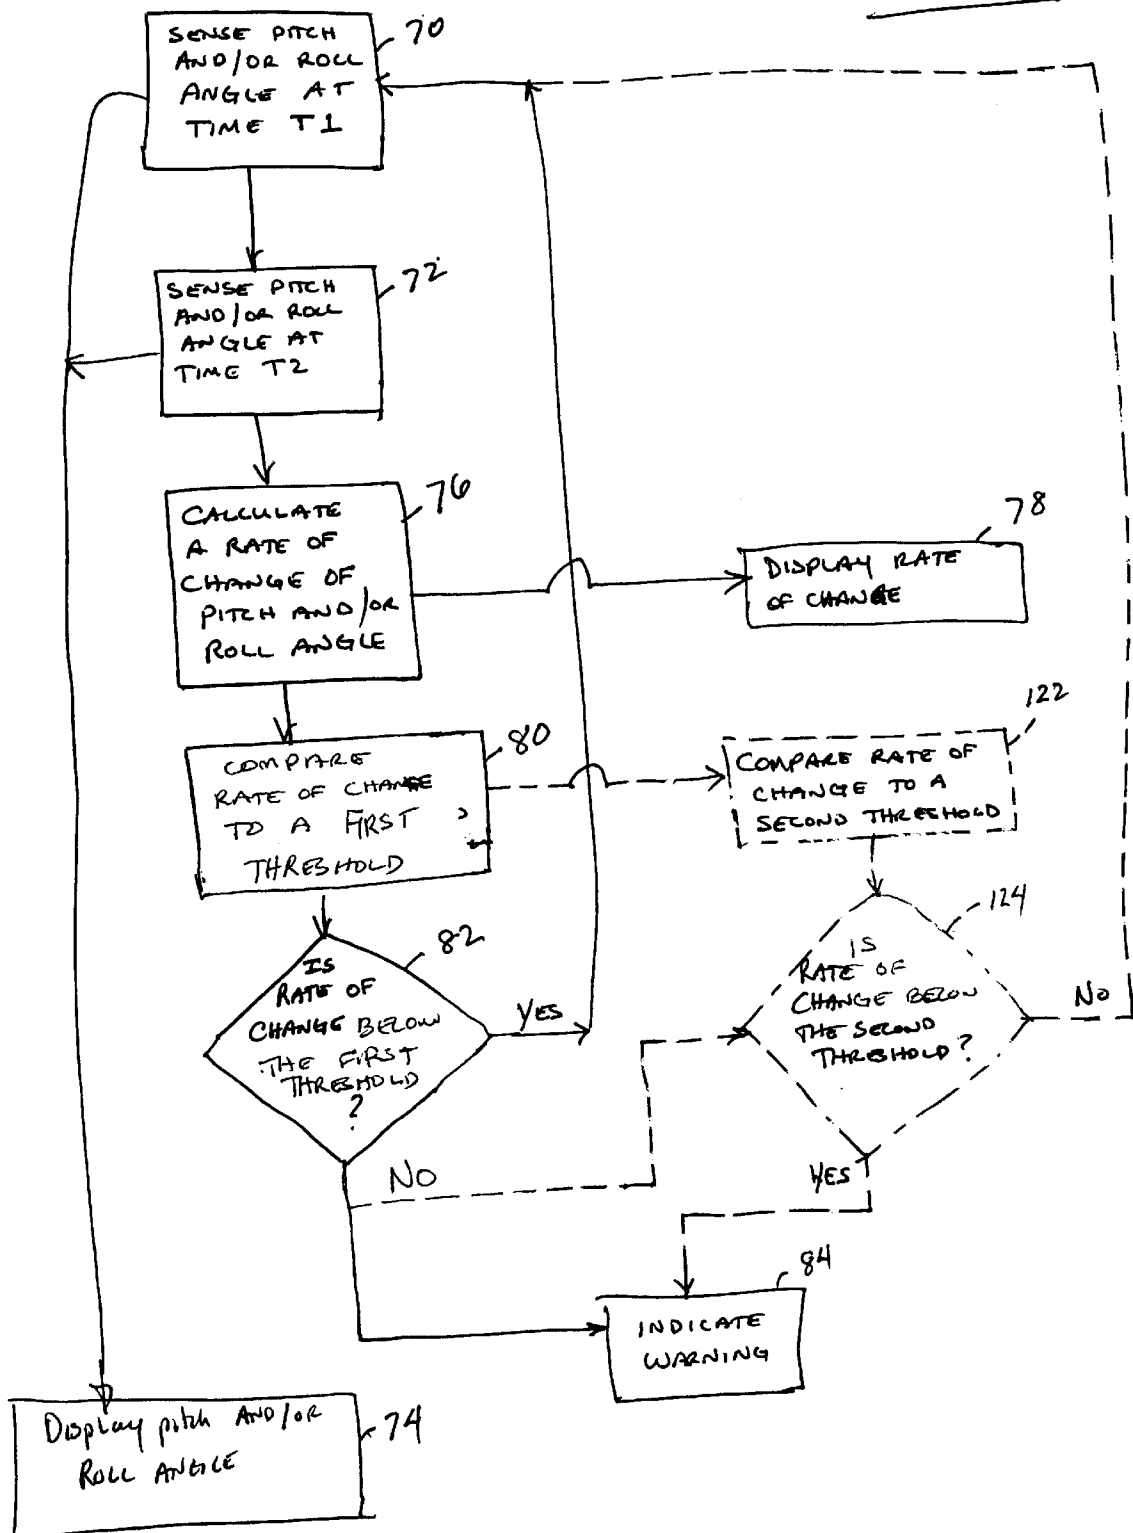 SENSE PITCH
AND/OR ROLL
ANGLE AT
TIME T1
70
SENSE PITCH
AND/OR ROLL
ANGLE AT
TIME T2
72
CALCULATE
A RATE OF
CHANGE OF
PITCH AND/OR
ROLL ANGLE
76
DISPLAY RATE
OF CHANGE
78
COMPARE
RATE OF CHANGE
TO A FIRST
THRESHOLD
80
COMPARE RATE OF
CHANGE TO A
SECOND THRESHOLD
122
IS
RATE OF
CHANGE BELOW
THE FIRST
THRESHOLD
?
82
YES
NO
IS
RATE OF
CHANGE BELOW
THE SECOND
THRESHOLD?
124
NO
YES
INDICATE
WARNING
84
Display pitch AND/OR
ROLL ANGLE
74